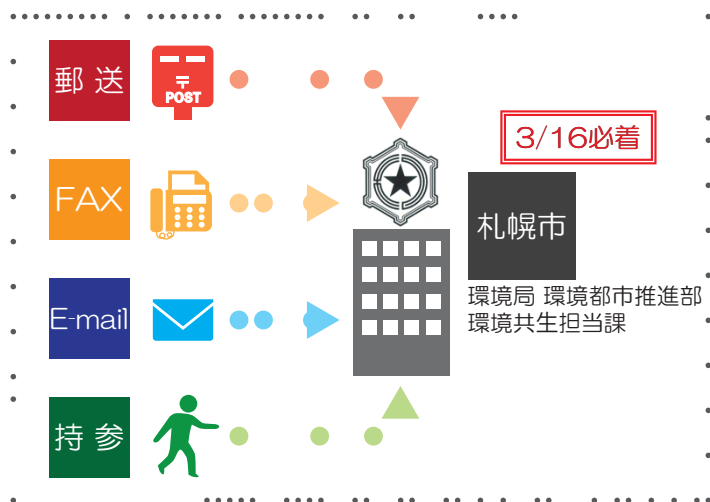 郵送
POST
FAX
E-mail
持参
3/16必着
札幌市
環境局 環境都市推進部
環境共生担当課